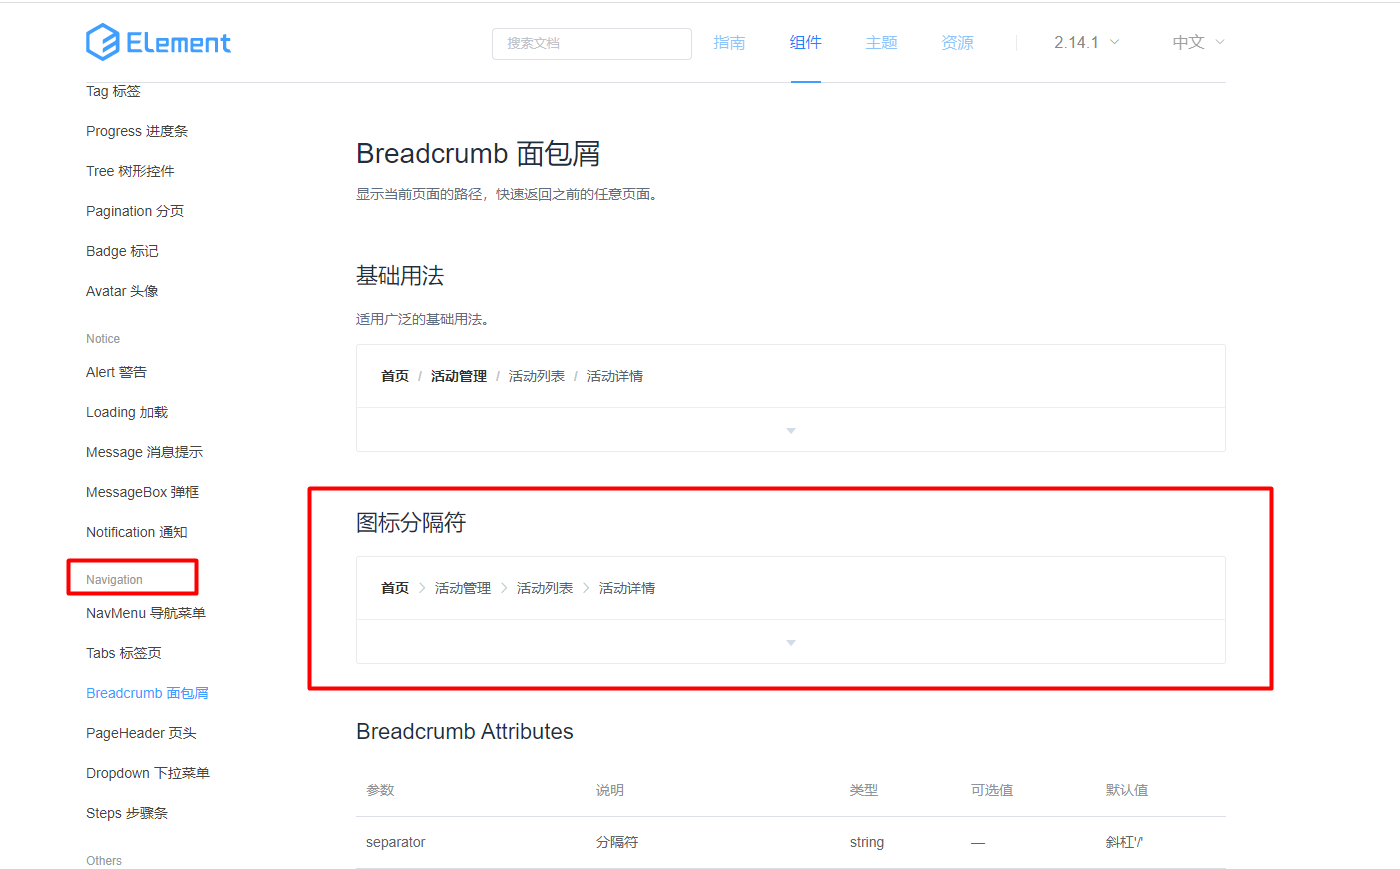 Element
搜索文档
指南
组件
主题
资源
2.14.1
中文
Tag 标签
Progress 进度条
Tree 树形控件
Pagination 分页
Badge 标记
Avatar 头像
Notice
Alert 警告
Loading 加载
Message 消息提示
MessageBox 弹框
Notification 通知
Navigation
NavMenu 导航菜单
Tabs 标签页
Breadcrumb 面包屑
PageHeader 页头
Dropdown 下拉菜单
Steps 步骤条
Others
Breadcrumb 面包屑
显示当前页面的路径，快速返回之前的任意页面。
基础用法
适用广泛的基础用法。
首页 / 活动管理 / 活动列表 / 活动详情
图标分隔符
首页 > 活动管理 > 活动列表 > 活动详情
Breadcrumb Attributes
参数 说明 类型 可选值 默认值
separator 分隔符 string — 斜杠'/'